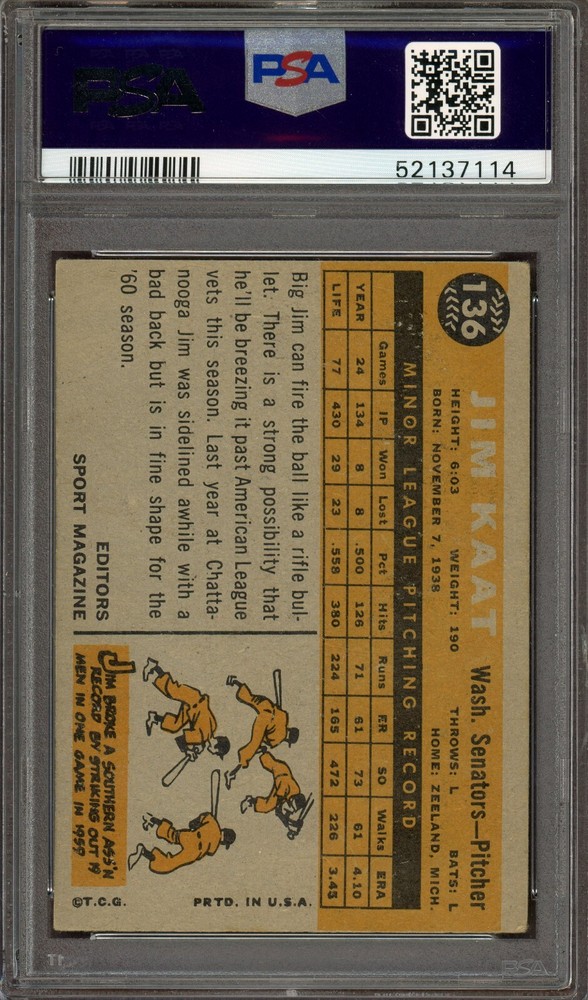 PSA
PSA
52137114
136
JIM KAAT
Wash. Senators—Pitcher
HEIGHT: 6:03 WEIGHT: 190 THROWS: L BATS: L
BORN: NOVEMBER 7, 1938 HOME: ZEELAND, MICH.
MINOR LEAGUE PITCHING RECORD
Games IP Won Lost Pct Hits Runs ER SO Walks ERA
YEAR 24 134 8 8 .500 126 71 61 73 61 4.10
LIFE 77 430 29 23 .558 380 224 165 472 226 3.45
Big Jim can fire the ball like a rifle bul-
let. There is a strong possibility that
he'll be breezing it past American League
vets this season. Last year at Chatta-
nooga Jim was sidelined awhile with a
bad back but is in fine shape for the
'60 season.
EDITORS
SPORT MAGAZINE
JIM BROKE A SOUTHERN ASS'N
RECORD BY STRIKING OUT 19
MEN IN ONE GAME IN 1959
©T.C.G. PRTD. IN U.S.A.
PSA